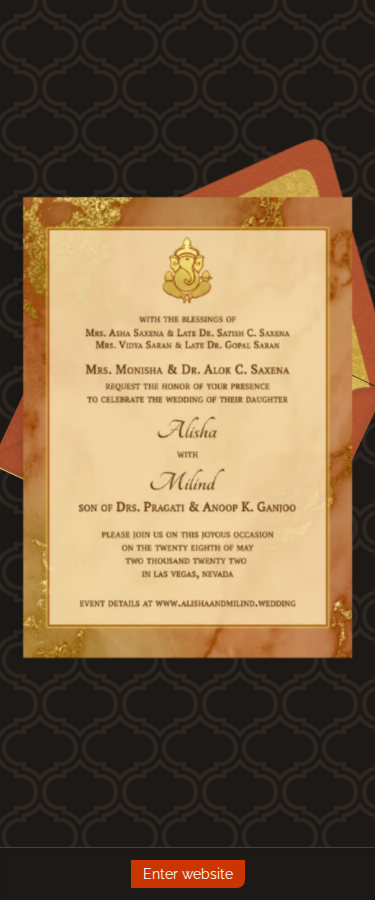 WITH THE BLESSINGS OF
MRS. ASHA SAXENA & LATE DR. SATISH C. SAXENA
MRS. VIDYA SARAN & LATE DR. GOPAL SARAN
MRS. MONISHA & DR. ALOK C. SAXENA
REQUEST THE HONOR OF YOUR PRESENCE
TO CELEBRATE THE WEDDING OF THEIR DAUGHTER
Alisha
WITH
Milind
SON OF DRS. PRAGATI & ANOOP K. GANJOO
PLEASE JOIN US ON THIS JOYOUS OCCASION
ON THE TWENTY EIGHTH OF MAY
TWO THOUSAND TWENTY TWO
IN LAS VEGAS, NEVADA
EVENT DETAILS AT WWW.ALISHAANDMILIND.WEDDING
Enter website